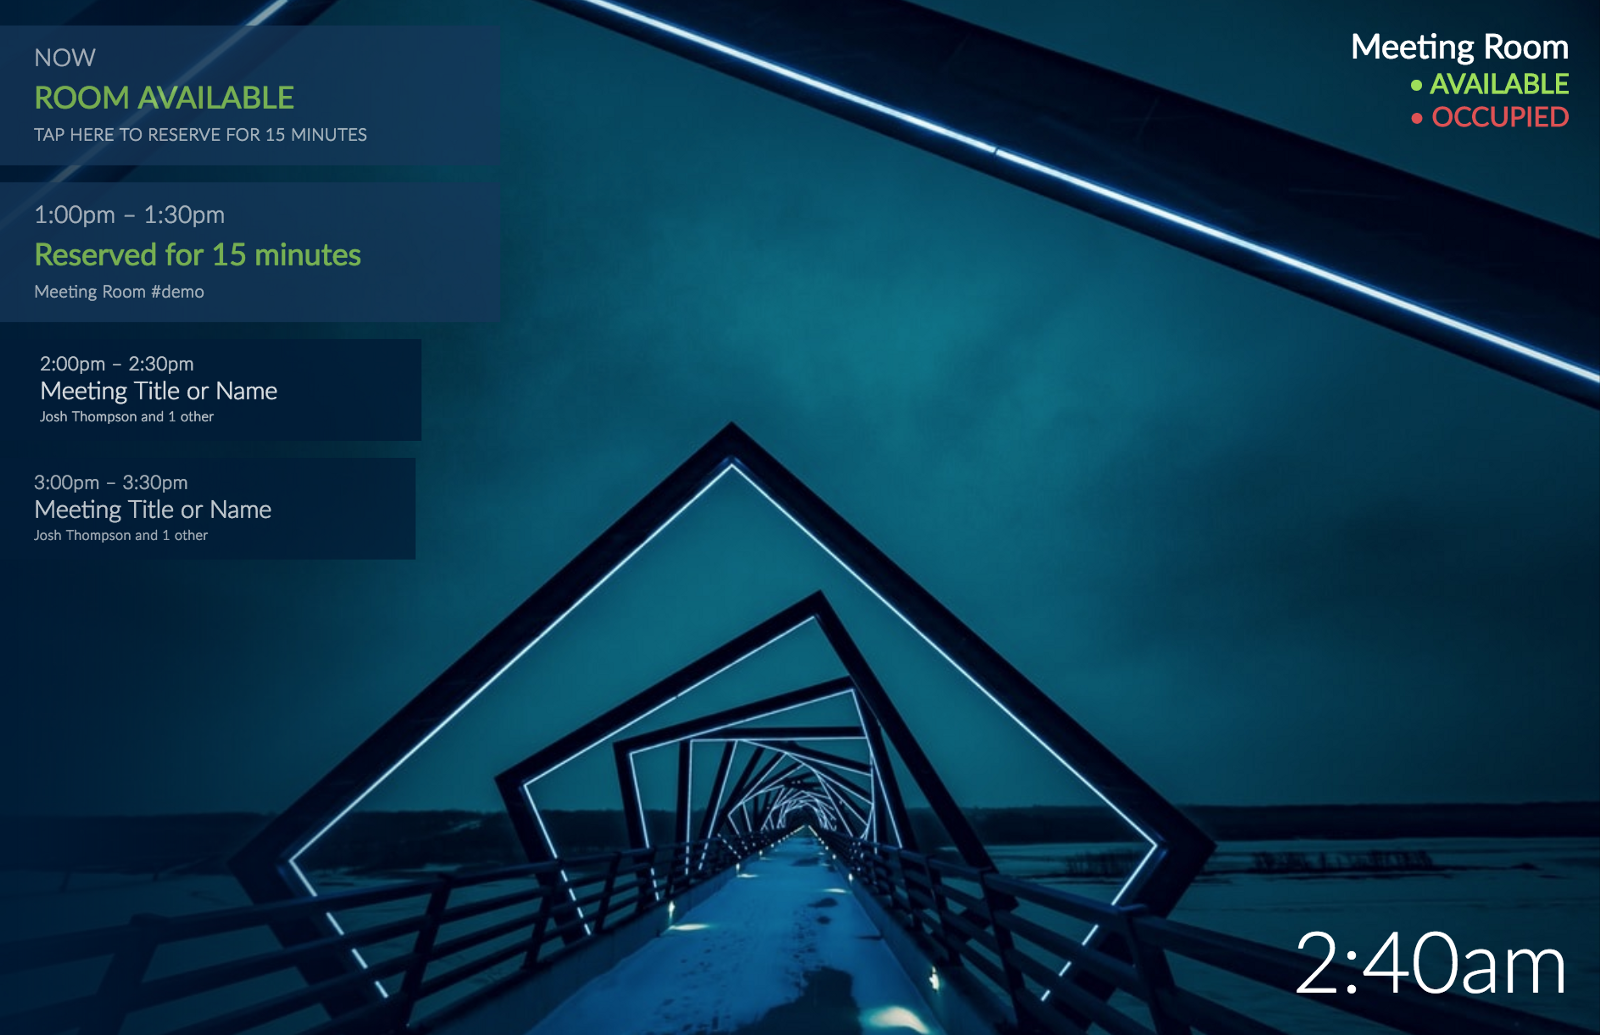 NOW
ROOM AVAILABLE
TAP HERE TO RESERVE FOR 15 MINUTES
1:00pm – 1:30pm
Reserved for 15 minutes
Meeting Room #demo
2:00pm – 2:30pm
Meeting Title or Name
Josh Thompson and 1 other
3:00pm – 3:30pm
Meeting Title or Name
Josh Thompson and 1 other
Meeting Room
• AVAILABLE
• OCCUPIED
2:40am